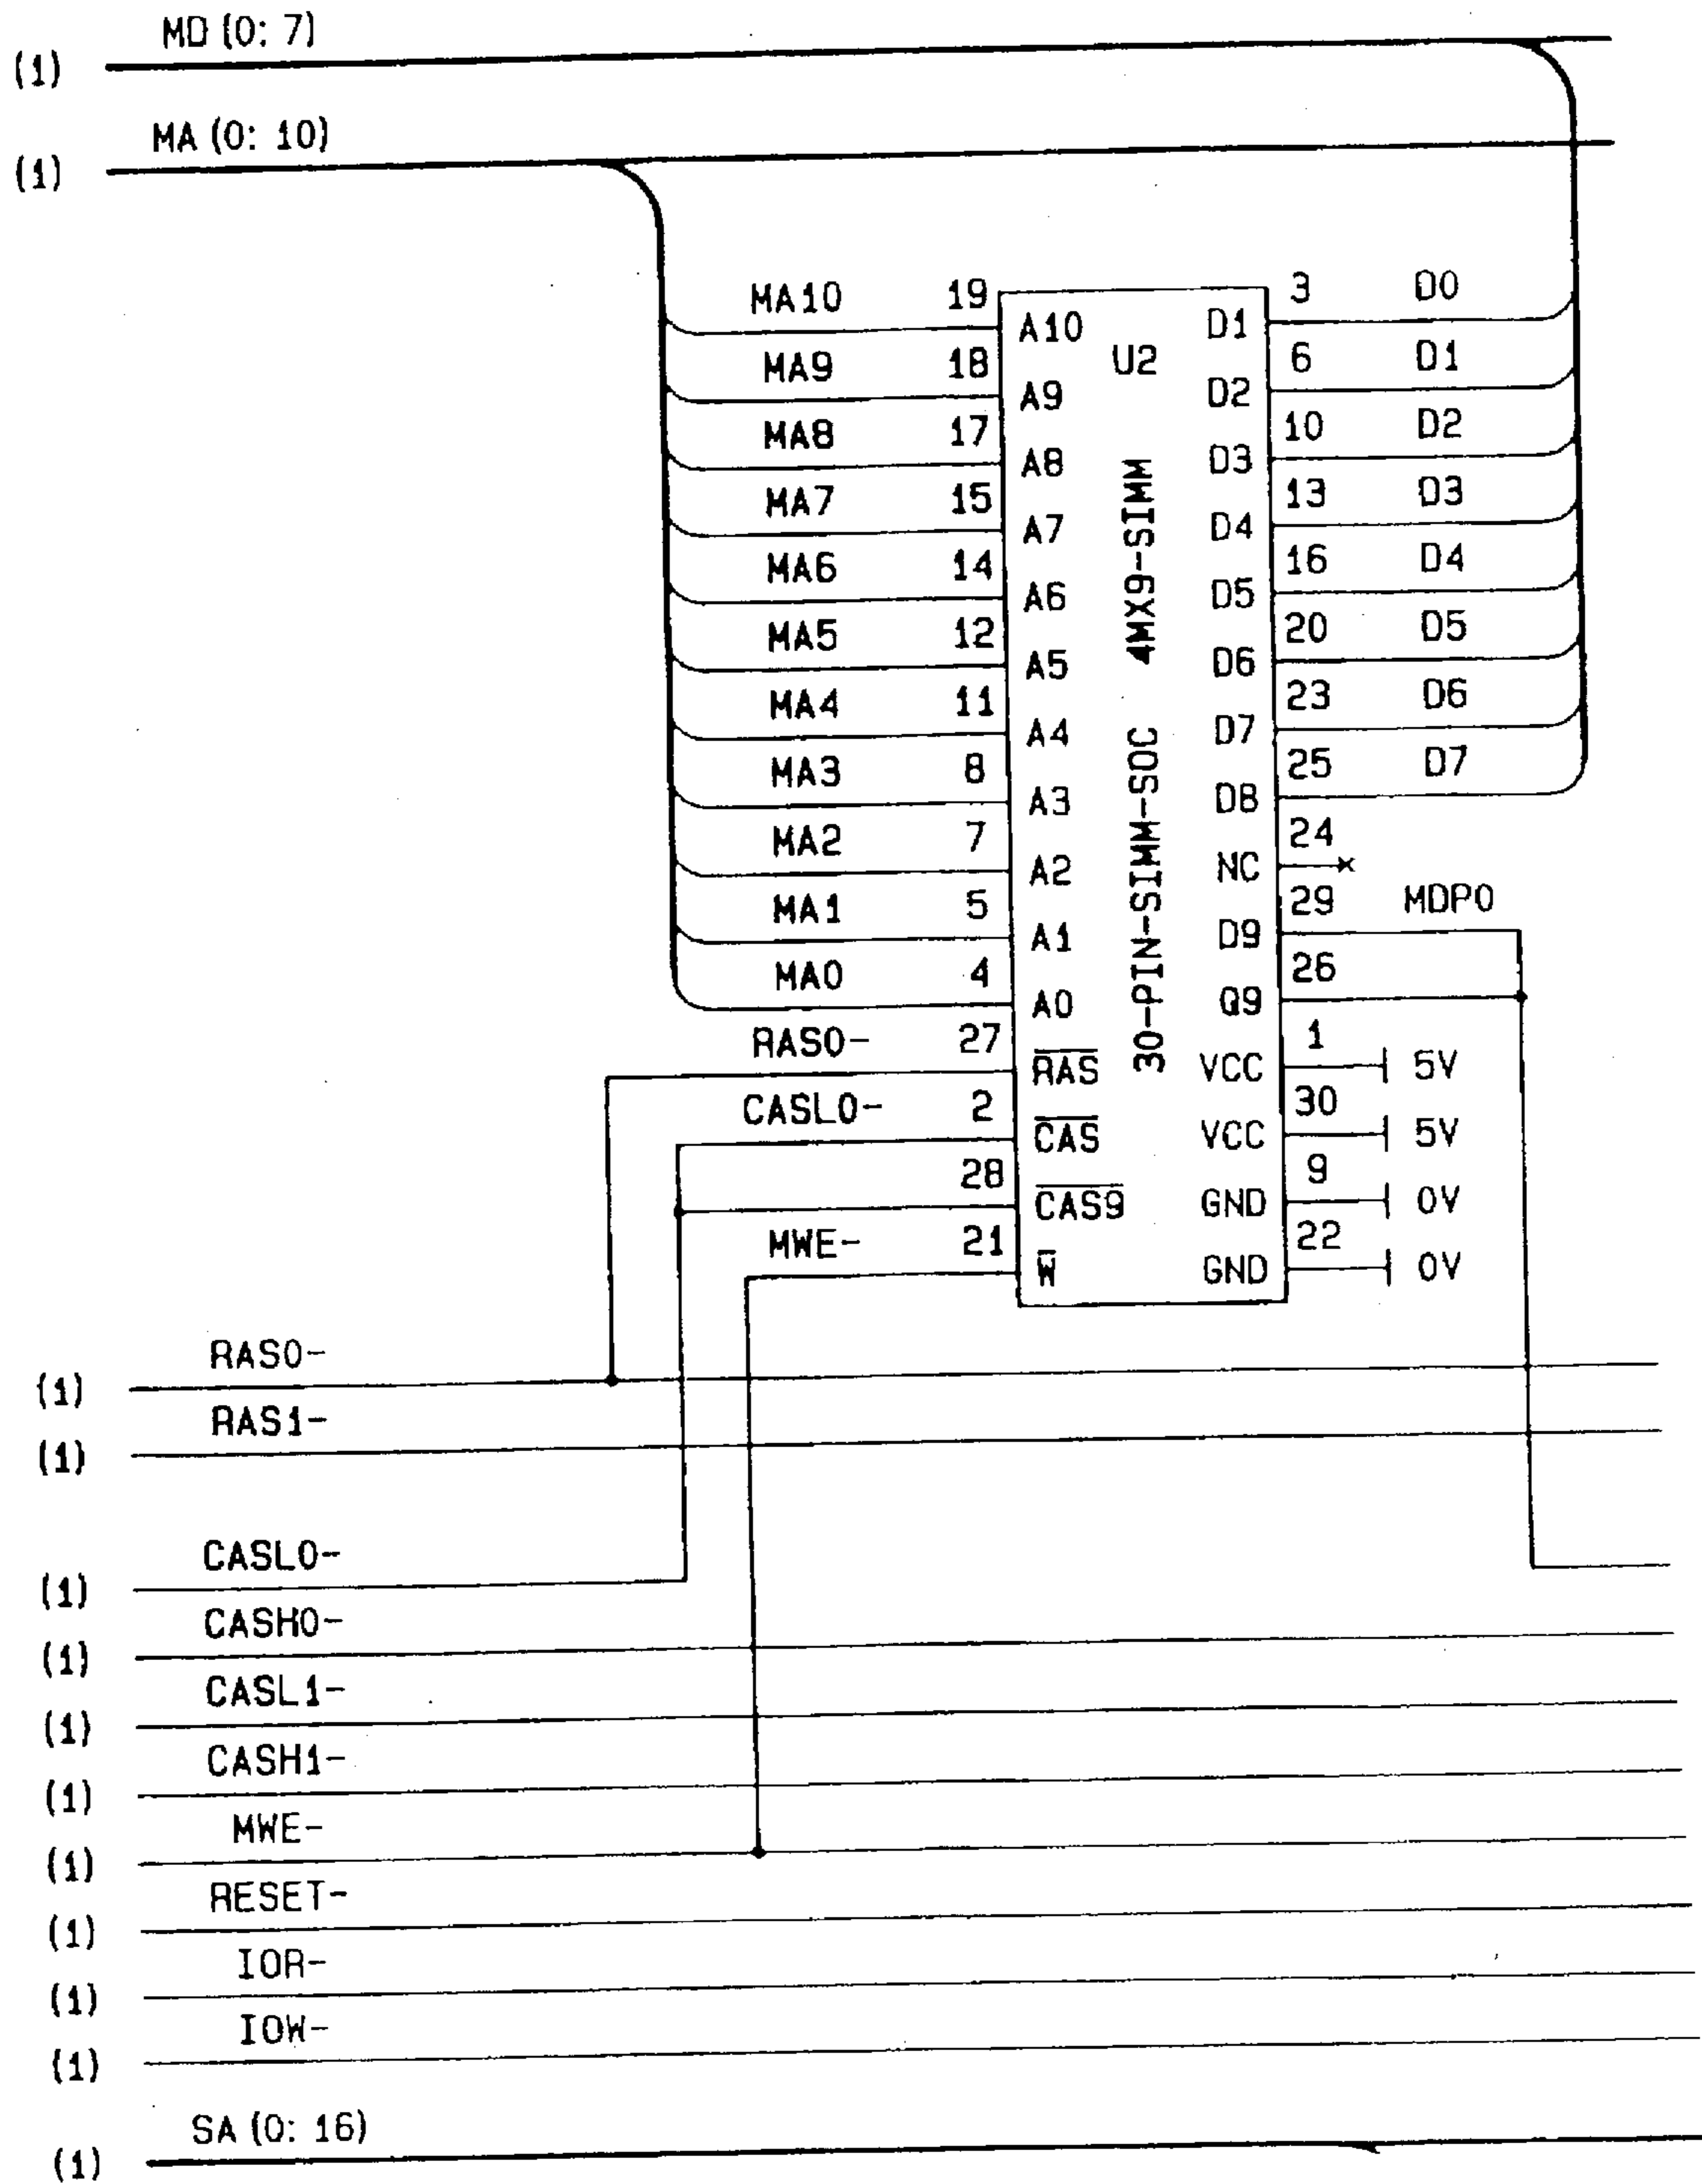 MD (0: 7)
(1)
MA (0: 10)
(1)
MA10 19 A10 D1 3 D0
U2
MA9 18 A9 D2 6 D1
MA8 17 A8 D3 10 D2
MA7 15 A7 D4 13 D3
MA6 14 A6 D5 16 D4
MA5 12 A5 D6 20 D5
MA4 11 A4 D7 23 D6
MA3 8 A3 D8 25 D7
MA2 7 A2 NC 24
MA1 5 A1 D9 29 MDP0
MA0 4 A0 Q9 26
RAS0- 27 RAS VCC 1 5V
CASL0- 2 CAS VCC 30 5V
28 CAS9 GND 9 0V
MWE- 21 W GND 22 0V
30-PIN-SIMM-SOC 4MX9-SIMM
RAS0-
(1)
RAS1-
(1)
CASL0-
(1)
CASH0-
(1)
CASL1-
(1)
CASH1-
(1)
MWE-
(1)
RESET-
(1)
IOR-
(1)
IOW-
(1)
SA (0: 16)
(1)